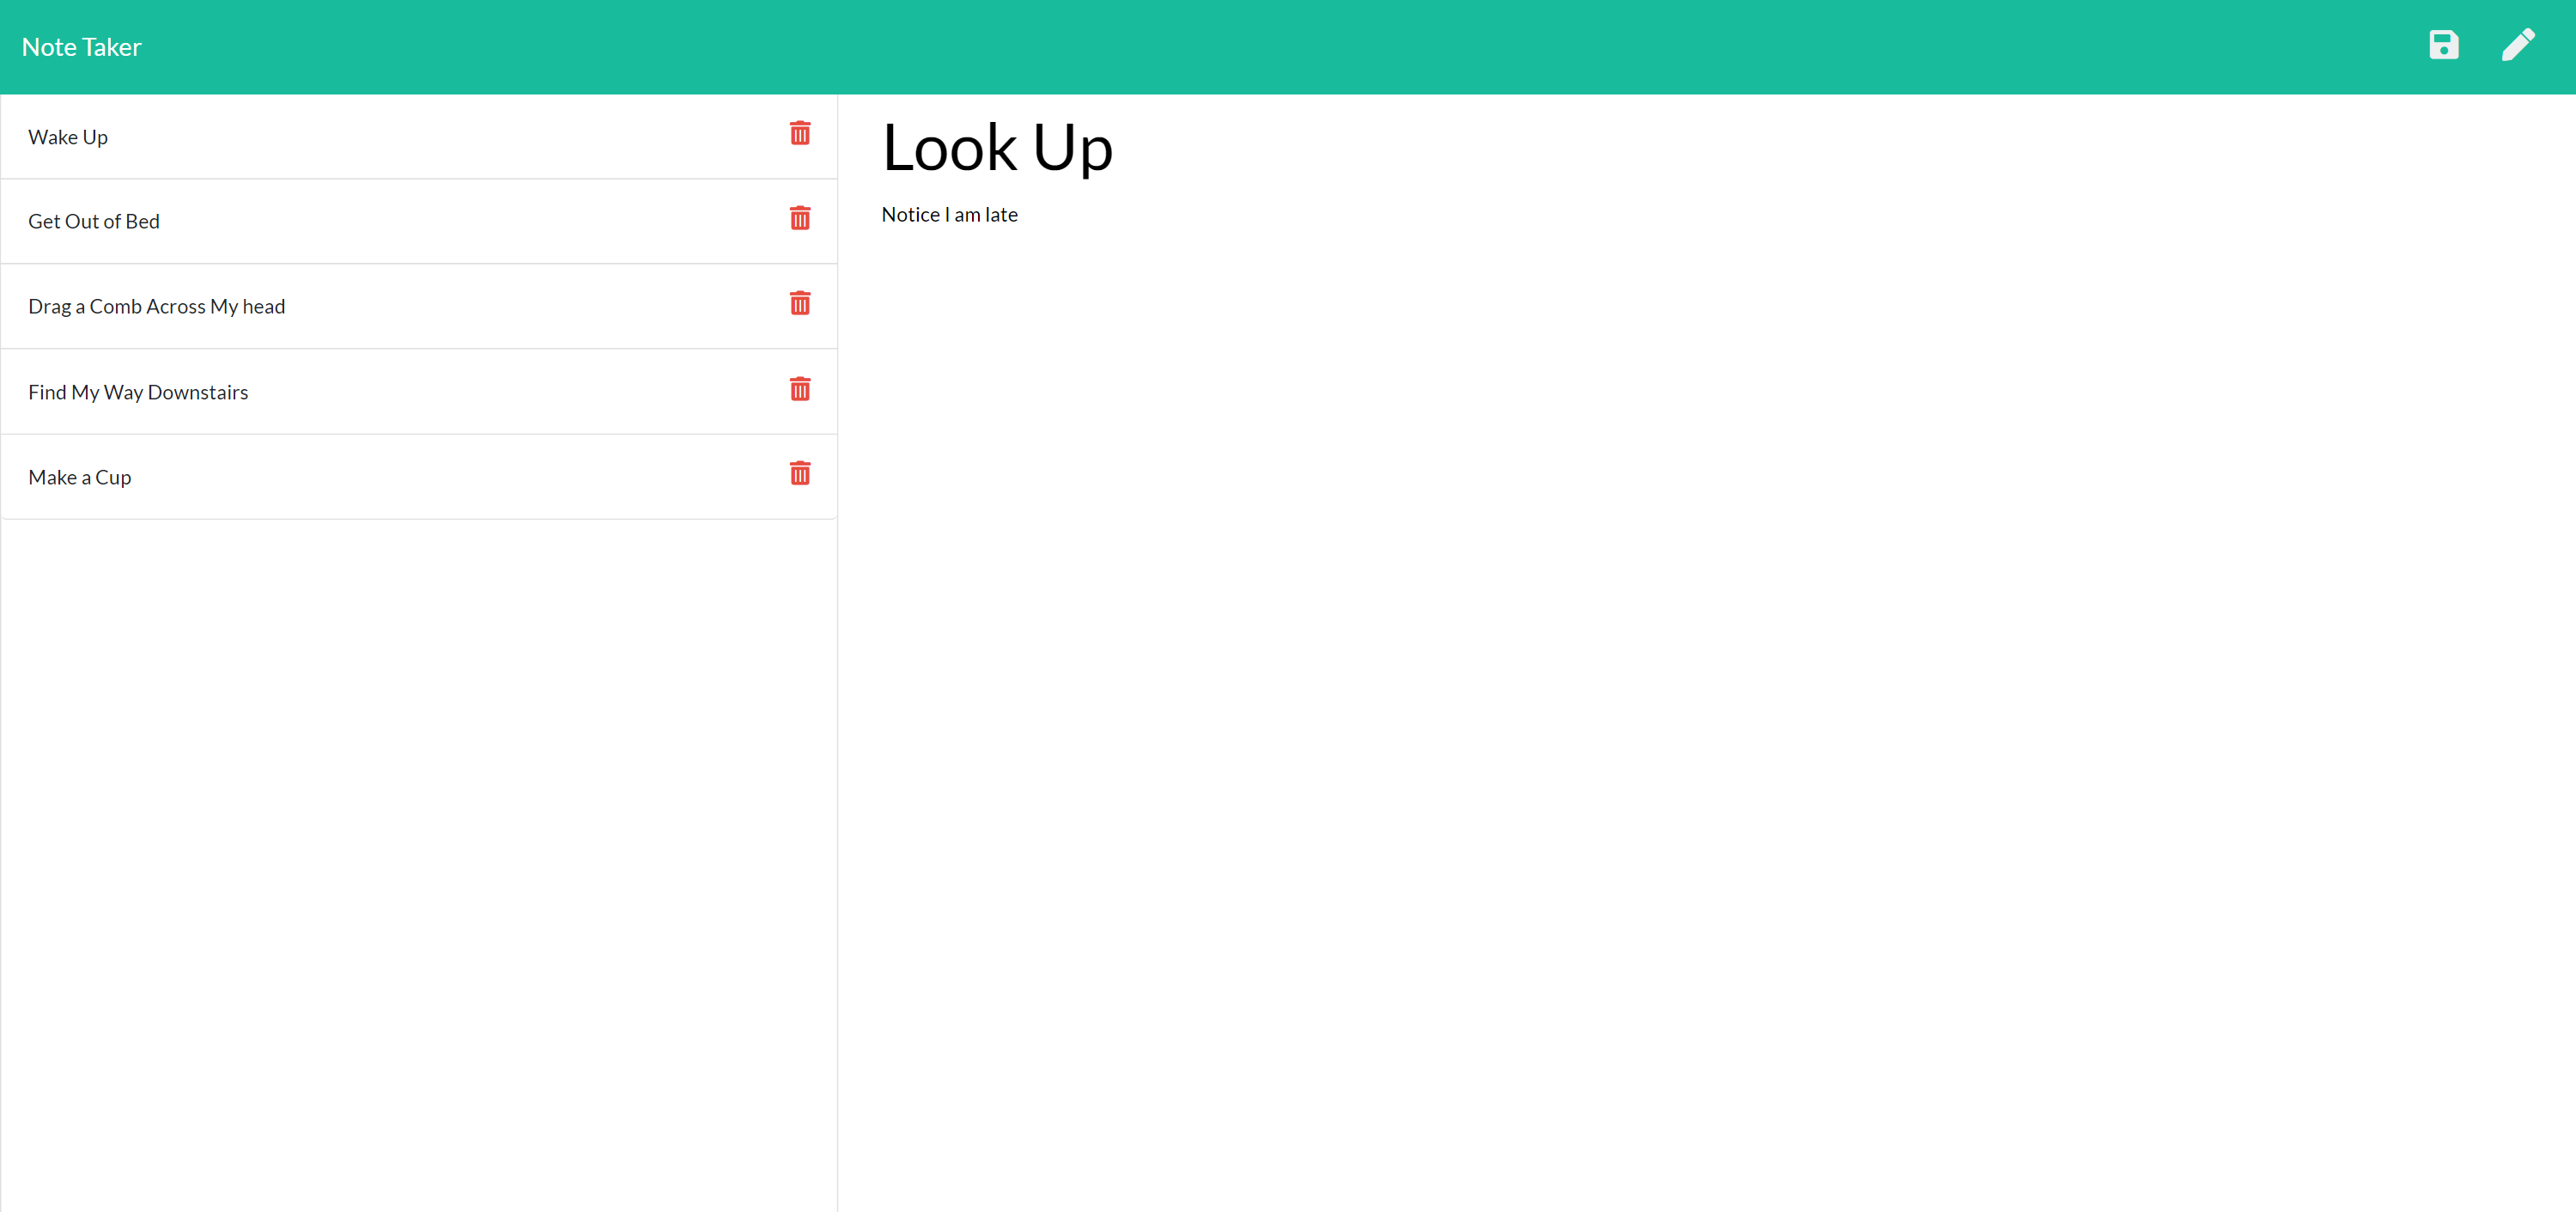 Note Taker
Wake Up
Get Out of Bed
Drag a Comb Across My head
Find My Way Downstairs
Make a Cup
Look Up
Notice I am late